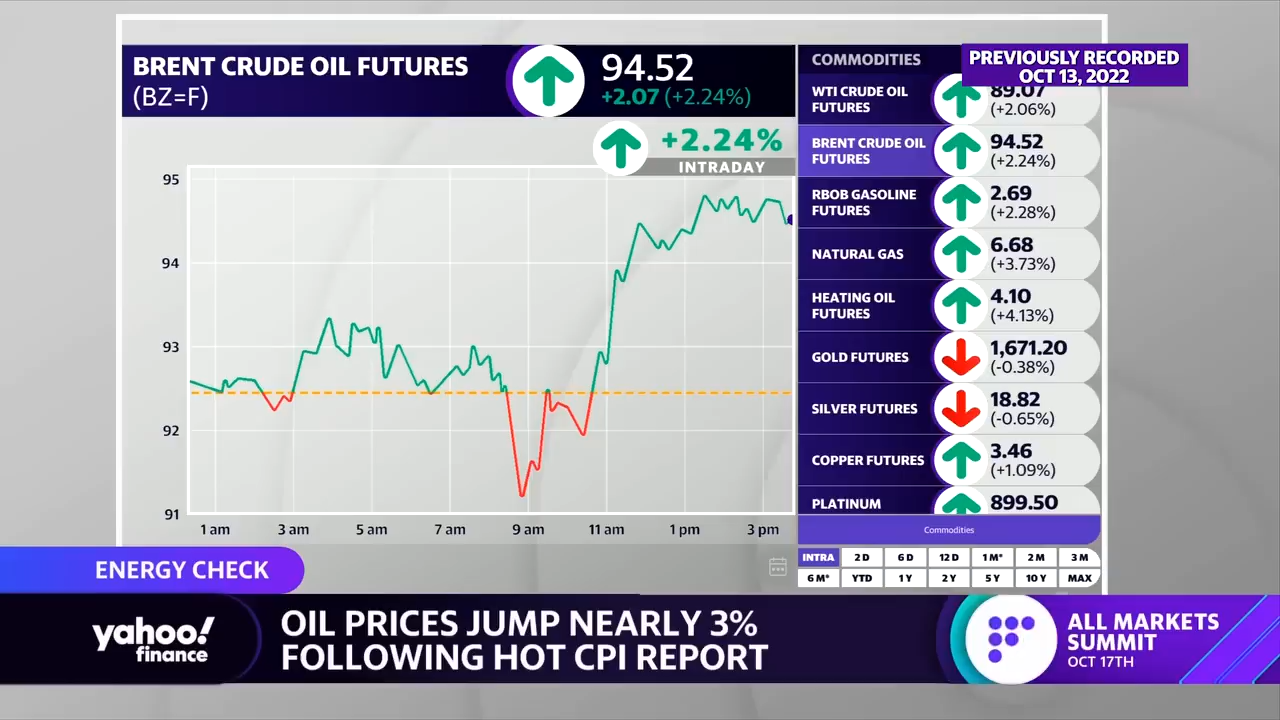 BRENT CRUDE OIL FUTURES
(BZ=F)
94.52
+2.07 (+2.24%)
+2.24%
INTRADAY
95
94
93
92
91
1 am 3 am 5 am 7 am 9 am 11 am 1 pm 3 pm
COMMODITIES
PREVIOUSLY RECORDED
OCT 13, 2022
WTI CRUDE OIL
FUTURES
89.07
(+2.06%)
BRENT CRUDE OIL
FUTURES
94.52
(+2.24%)
RBOB GASOLINE
FUTURES
2.69
(+2.28%)
NATURAL GAS
6.68
(+3.73%)
HEATING OIL
FUTURES
4.10
(+4.13%)
GOLD FUTURES
1,671.20
(-0.38%)
SILVER FUTURES
18.82
(-0.65%)
COPPER FUTURES
3.46
(+1.09%)
PLATINUM
899.50
Commodities
INTRA 2 D 6 D 12 D 1 M* 2 M 3 M
6 M* YTD 1 Y 2 Y 5 Y 10 Y MAX
ENERGY CHECK
yahoo!
finance
OIL PRICES JUMP NEARLY 3%
FOLLOWING HOT CPI REPORT
ALL MARKETS
SUMMIT
OCT 17TH